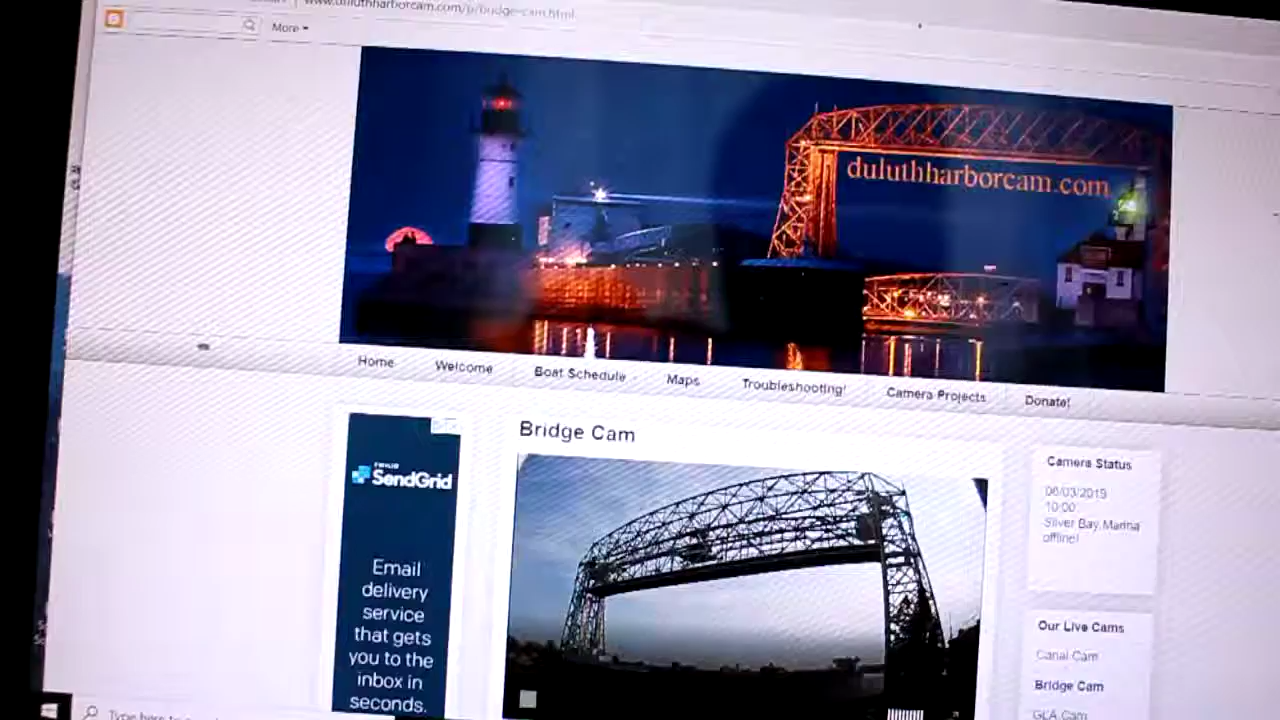 www.duluthharborcam.com/p/bridge-cam.html
More
duluthharborcam.com
Home Welcome Boat Schedule Maps Troubleshooting! Camera Projects Donate!
Bridge Cam
TWILIO
SendGrid
Email
delivery
service
that gets
you to the
inbox in
seconds.
Camera Status
06/03/2019
10:00
Silver Bay Marina
offline!
Our Live Cams
Canal Cam
Bridge Cam
GLA Cam
Type here to